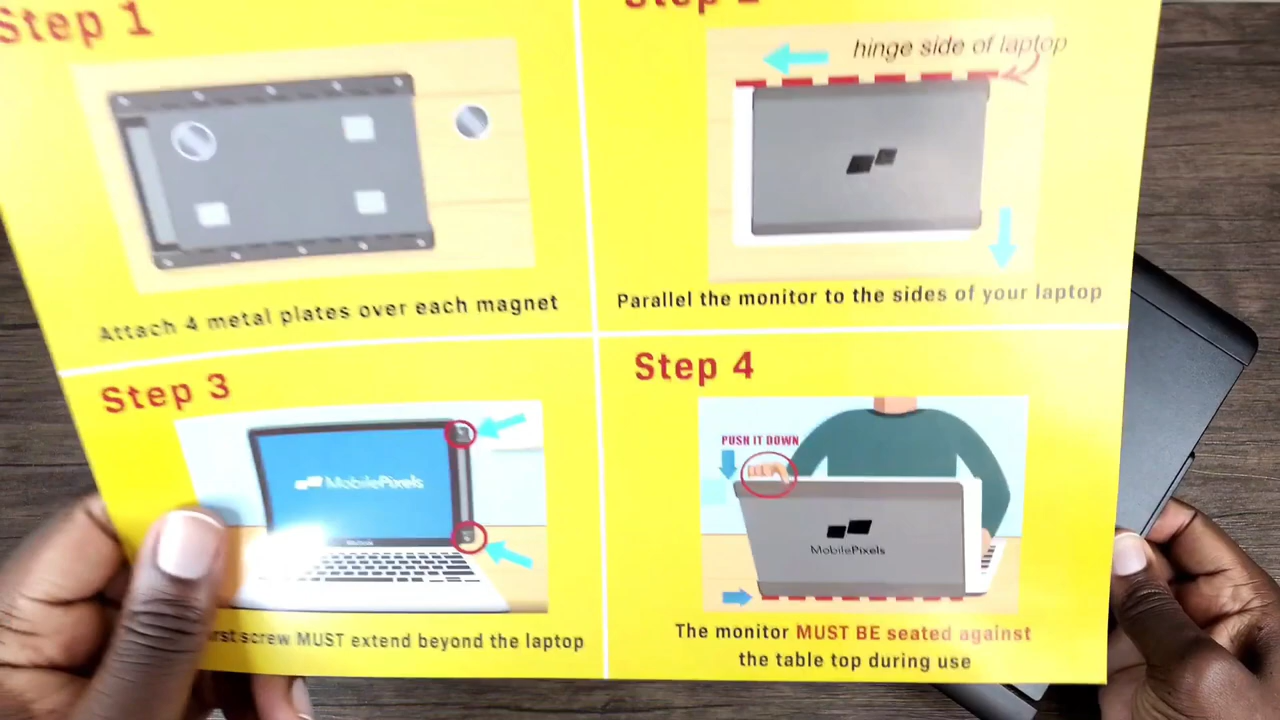 Step 1
Attach 4 metal plates over each magnet
Step 2
hinge side of laptop
Parallel the monitor to the sides of your laptop
Step 3
MobilePixels
screw MUST extend beyond the laptop
Step 4
PUSH IT DOWN
MobilePixels
The monitor MUST BE seated against
the table top during use